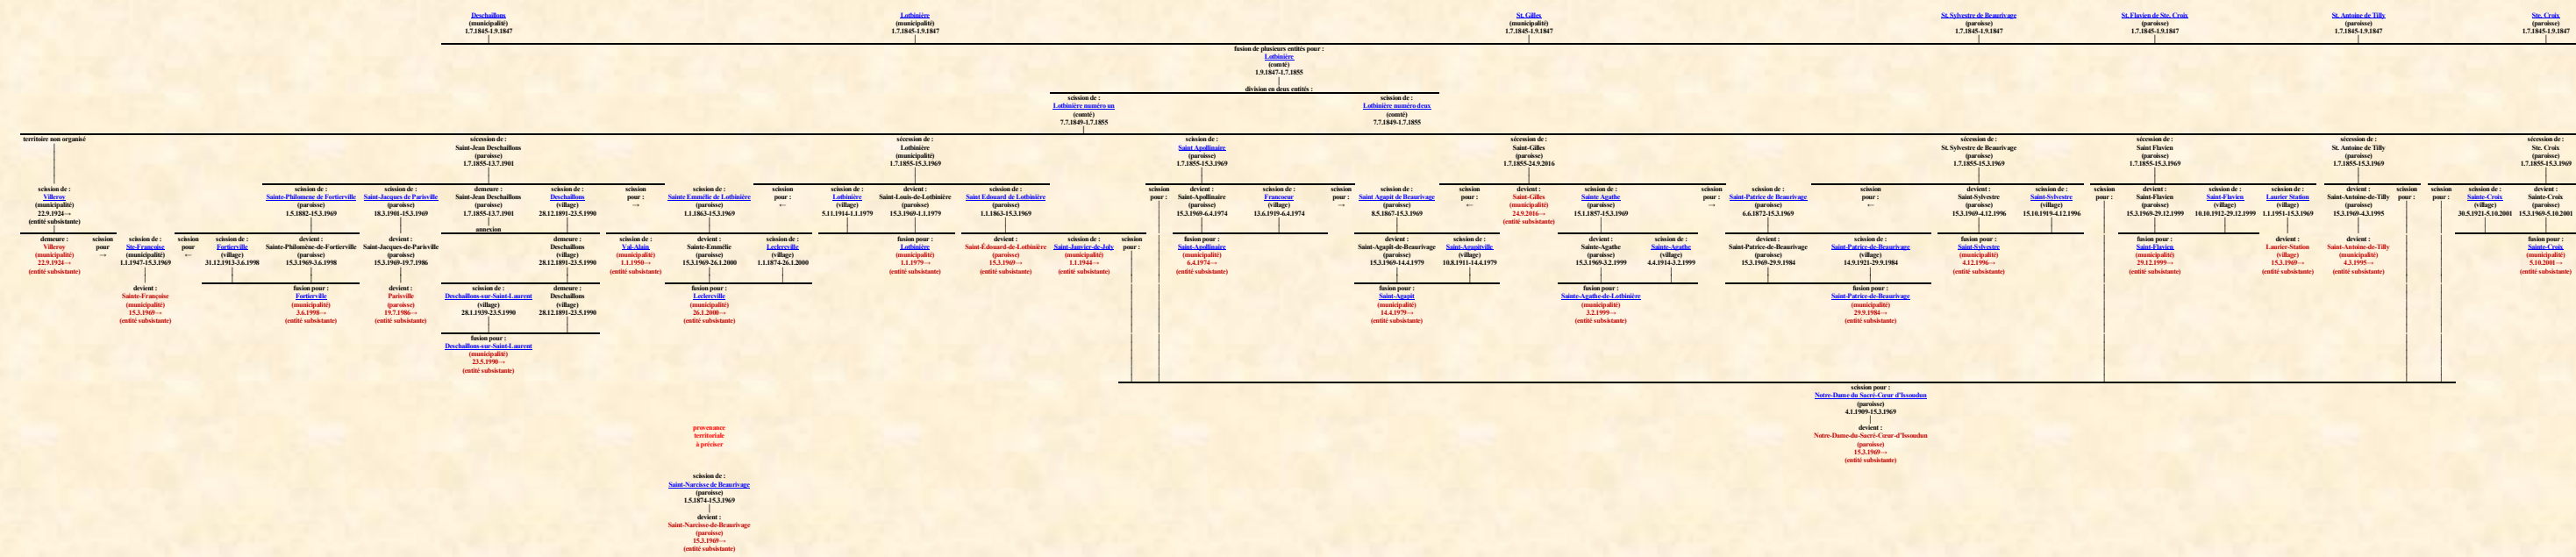 Deschaillons
(municipalité)
1.7.1845-1.9.1847
Lotbinière
(municipalité)
1.7.1845-1.9.1847
St. Gilles
(municipalité)
1.7.1845-1.9.1847
St. Sylvestre de Beaurivage
(paroisse)
1.7.1845-1.9.1847
St. Flavien de Ste. Croix
(paroisse)
1.7.1845-1.9.1847
St. Antoine de Tilly
(paroisse)
1.7.1845-1.9.1847
Ste. Croix
(paroisse)
1.7.1845-1.9.1847
fusion de plusieurs entités pour :
Lotbinière
(comté)
1.9.1847-1.7.1855
division en deux entités :
scission de :
Lotbinière numéro un
(comté)
7.7.1849-1.7.1855
scission de :
Lotbinière numéro deux
(comté)
7.7.1849-1.7.1855
territoire non organisé
sécession de :
Saint-Jean Deschaillons
(paroisse)
1.7.1855-13.7.1901
sécession de :
Lotbinière
(municipalité)
1.7.1855-15.3.1969
scission de :
Saint Apollinaire
(paroisse)
1.7.1855-15.3.1969
sécession de :
Saint-Gilles
(paroisse)
1.7.1855-24.9.2016
sécession de :
St. Sylvestre de Beaurivage
(paroisse)
1.7.1855-15.3.1969
sécession de :
Saint Flavien
(paroisse)
1.7.1855-15.3.1969
sécession de :
St. Antoine de Tilly
(paroisse)
1.7.1855-15.3.1969
sécession de :
Ste. Croix
(paroisse)
1.7.1855-15.3.1969
scission de :
Villeroy
(municipalité)
22.9.1924→
(entité subsistante)
scission de :
Sainte-Philomene de Fortierville
(paroisse)
1.5.1882-15.3.1969
scission de :
Saint-Jacques de Parisville
(paroisse)
18.3.1901-15.3.1969
demeure :
Saint-Jean Deschaillons
(paroisse)
1.7.1855-13.7.1901
annexion
scission de :
Deschaillons
(village)
28.12.1891-23.5.1990
scission
pour :
→
scission de :
Sainte Emmélie de Lotbinière
(paroisse)
1.1.1863-15.3.1969
scission
pour :
←
scission de :
Lotbinière
(village)
5.11.1914-1.1.1979
devient :
Saint-Louis-de-Lotbinière
(paroisse)
15.3.1969-1.1.1979
scission de :
Saint Edouard de Lotbinière
(paroisse)
1.1.1863-15.3.1969
scission
pour :
devient :
Saint-Apollinaire
(paroisse)
15.3.1969-6.4.1974
scission de :
Francoeur
(village)
13.6.1919-6.4.1974
scission
pour :
→
scission de :
Saint Agapit de Beaurivage
(paroisse)
8.5.1867-15.3.1969
scission
pour :
←
devient :
Saint-Gilles
(municipalité)
24.9.2016→
(entité subsistante)
scission de :
Sainte Agathe
(paroisse)
15.1.1857-15.3.1969
scission
pour :
→
scission de :
Saint-Patrice de Beaurivage
(paroisse)
6.6.1872-15.3.1969
scission
pour :
←
devient :
Saint-Sylvestre
(paroisse)
15.3.1969-4.12.1996
scission de :
Saint-Sylvestre
(village)
15.10.1919-4.12.1996
scission
pour :
devient :
Saint-Flavien
(paroisse)
15.3.1969-29.12.1999
scission de :
Saint-Flavien
(village)
10.10.1912-29.12.1999
scission de :
Laurier Station
(village)
1.1.1951-15.3.1969
devient :
Saint-Antoine-de-Tilly
(paroisse)
15.3.1969-4.3.1995
scission
pour :
scission
pour :
scission de :
Sainte-Croix
(village)
30.5.1921-5.10.2001
devient :
Sainte-Croix
(paroisse)
15.3.1969-5.10.2001
demeure :
Villeroy
(municipalité)
22.9.1924→
(entité subsistante)
scission
pour
→
scission de :
Ste-Françoise
(municipalité)
1.1.1947-15.3.1969
scission
pour
←
scission de :
Fortierville
(village)
31.12.1913-3.6.1998
devient :
Sainte-Philomène-de-Fortierville
(paroisse)
15.3.1969-3.6.1998
devient :
Saint-Jacques-de-Parisville
(paroisse)
15.3.1969-19.7.1986
demeure :
Deschaillons
(village)
28.12.1891-23.5.1990
scission de :
Val-Alain
(municipalité)
1.1.1950→
(entité subsistante)
devient :
Sainte-Emmélie
(paroisse)
15.3.1969-26.1.2000
scission de :
Leclercville
(village)
1.1.1874-26.1.2000
fusion pour :
Lotbinière
(municipalité)
1.1.1979→
(entité subsistante)
devient :
Saint-Édouard-de-Lotbinière
(paroisse)
15.3.1969→
(entité subsistante)
scission de :
Saint-Janvier-de-Joly
(municipalité)
1.1.1944→
(entité subsistante)
scission
pour :
fusion pour :
Saint-Apollinaire
(municipalité)
6.4.1974→
(entité subsistante)
devient :
Saint-Agapit-de-Beaurivage
(paroisse)
15.3.1969-14.4.1979
scission de :
Saint-Agapitville
(village)
10.8.1911-14.4.1979
devient :
Sainte-Agathe
(paroisse)
15.3.1969-3.2.1999
scission de :
Sainte-Agathe
(village)
4.4.1914-3.2.1999
devient :
Saint-Patrice-de-Beaurivage
(paroisse)
15.3.1969-29.9.1984
scission de :
Saint-Patrice-de-Beaurivage
(municipalité)
14.9.1921-29.9.1984
fusion pour :
Saint-Sylvestre
(municipalité)
4.12.1996→
(entité subsistante)
fusion pour :
Saint-Flavien
(municipalité)
29.12.1999→
(entité subsistante)
devient :
Laurier-Station
(village)
15.3.1969→
(entité subsistante)
devient :
Saint-Antoine-de-Tilly
(municipalité)
4.3.1995→
(entité subsistante)
fusion pour :
Sainte-Croix
(municipalité)
5.10.2001→
(entité subsistante)
devient :
Sainte-Françoise
(municipalité)
15.3.1969→
(entité subsistante)
fusion pour :
Fortierville
(municipalité)
3.6.1998→
(entité subsistante)
devient :
Parisville
(paroisse)
19.7.1986→
(entité subsistante)
scission de :
Deschaillons-sur-Saint-Laurent
(village)
28.1.1939-23.5.1990
demeure :
Deschaillons
(village)
28.12.1891-23.5.1990
fusion pour :
Leclercville
(municipalité)
26.1.2000→
(entité subsistante)
fusion pour :
Saint-Agapit
(municipalité)
14.4.1979→
(entité subsistante)
fusion pour :
Sainte-Agathe-de-Lotbinière
(municipalité)
3.2.1999→
(entité subsistante)
fusion pour :
Saint-Patrice-de-Beaurivage
(municipalité)
29.9.1984→
(entité subsistante)
fusion pour :
Deschaillons-sur-Saint-Laurent
(municipalité)
23.5.1990→
(entité subsistante)
scission pour :
Notre-Dame du Sacré-Cœur d'Issoudun
(paroisse)
4.1.1909-15.3.1969
devient :
Notre-Dame-du-Sacré-Cœur-d'Issoudun
(paroisse)
15.3.1969→
(entité subsistante)
provenance
territoriale
à préciser
scission de :
Saint-Narcisse de Beaurivage
(paroisse)
1.5.1874-15.3.1969
devient :
Saint-Narcisse-de-Beaurivage
(paroisse)
15.3.1969→
(entité subsistante)